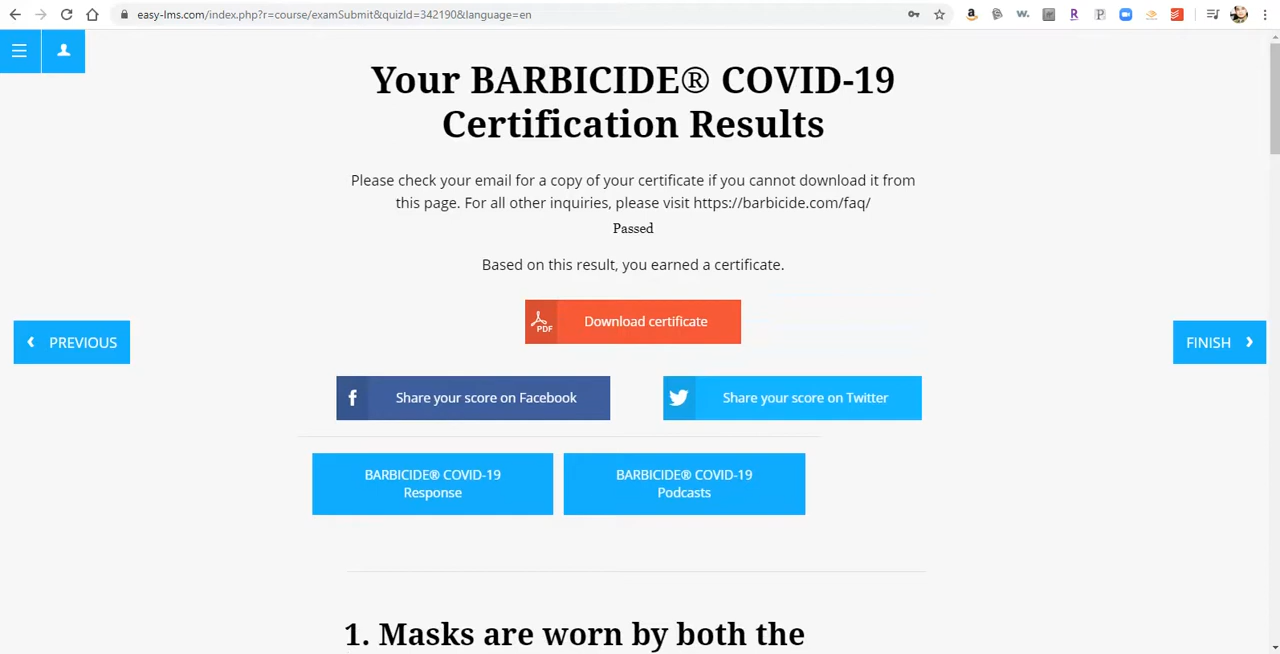 easy-lms.com/index.php?r=course/examSubmit&quizId=342190&language=en
Your BARBICIDE® COVID-19
Certification Results
Please check your email for a copy of your certificate if you cannot download it from
this page. For all other inquiries, please visit https://barbicide.com/faq/
Passed
Based on this result, you earned a certificate.
PDF
Download certificate
‹ PREVIOUS
FINISH ›
Share your score on Facebook
Share your score on Twitter
BARBICIDE® COVID-19
Response
BARBICIDE® COVID-19
Podcasts
1. Masks are worn by both the